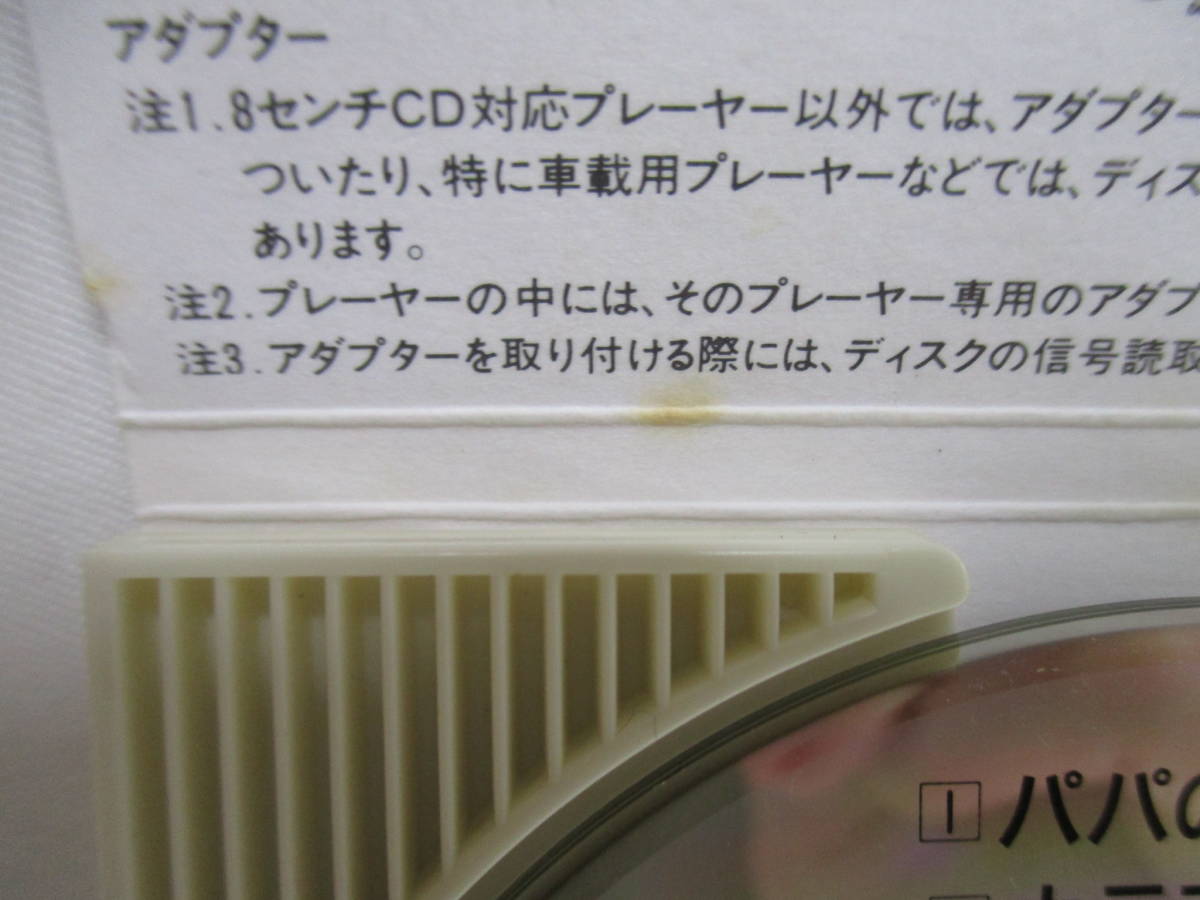 アダプター
注1.8センチCD対応プレーヤー以外では、アダプター
ついたり、特に車載用プレーヤーなどでは、ディス
あります。
注2.プレーヤーの中には、そのプレーヤー専用のアダプ
注3.アダプターを取り付ける際には、ディスクの信号読取
1 パパの